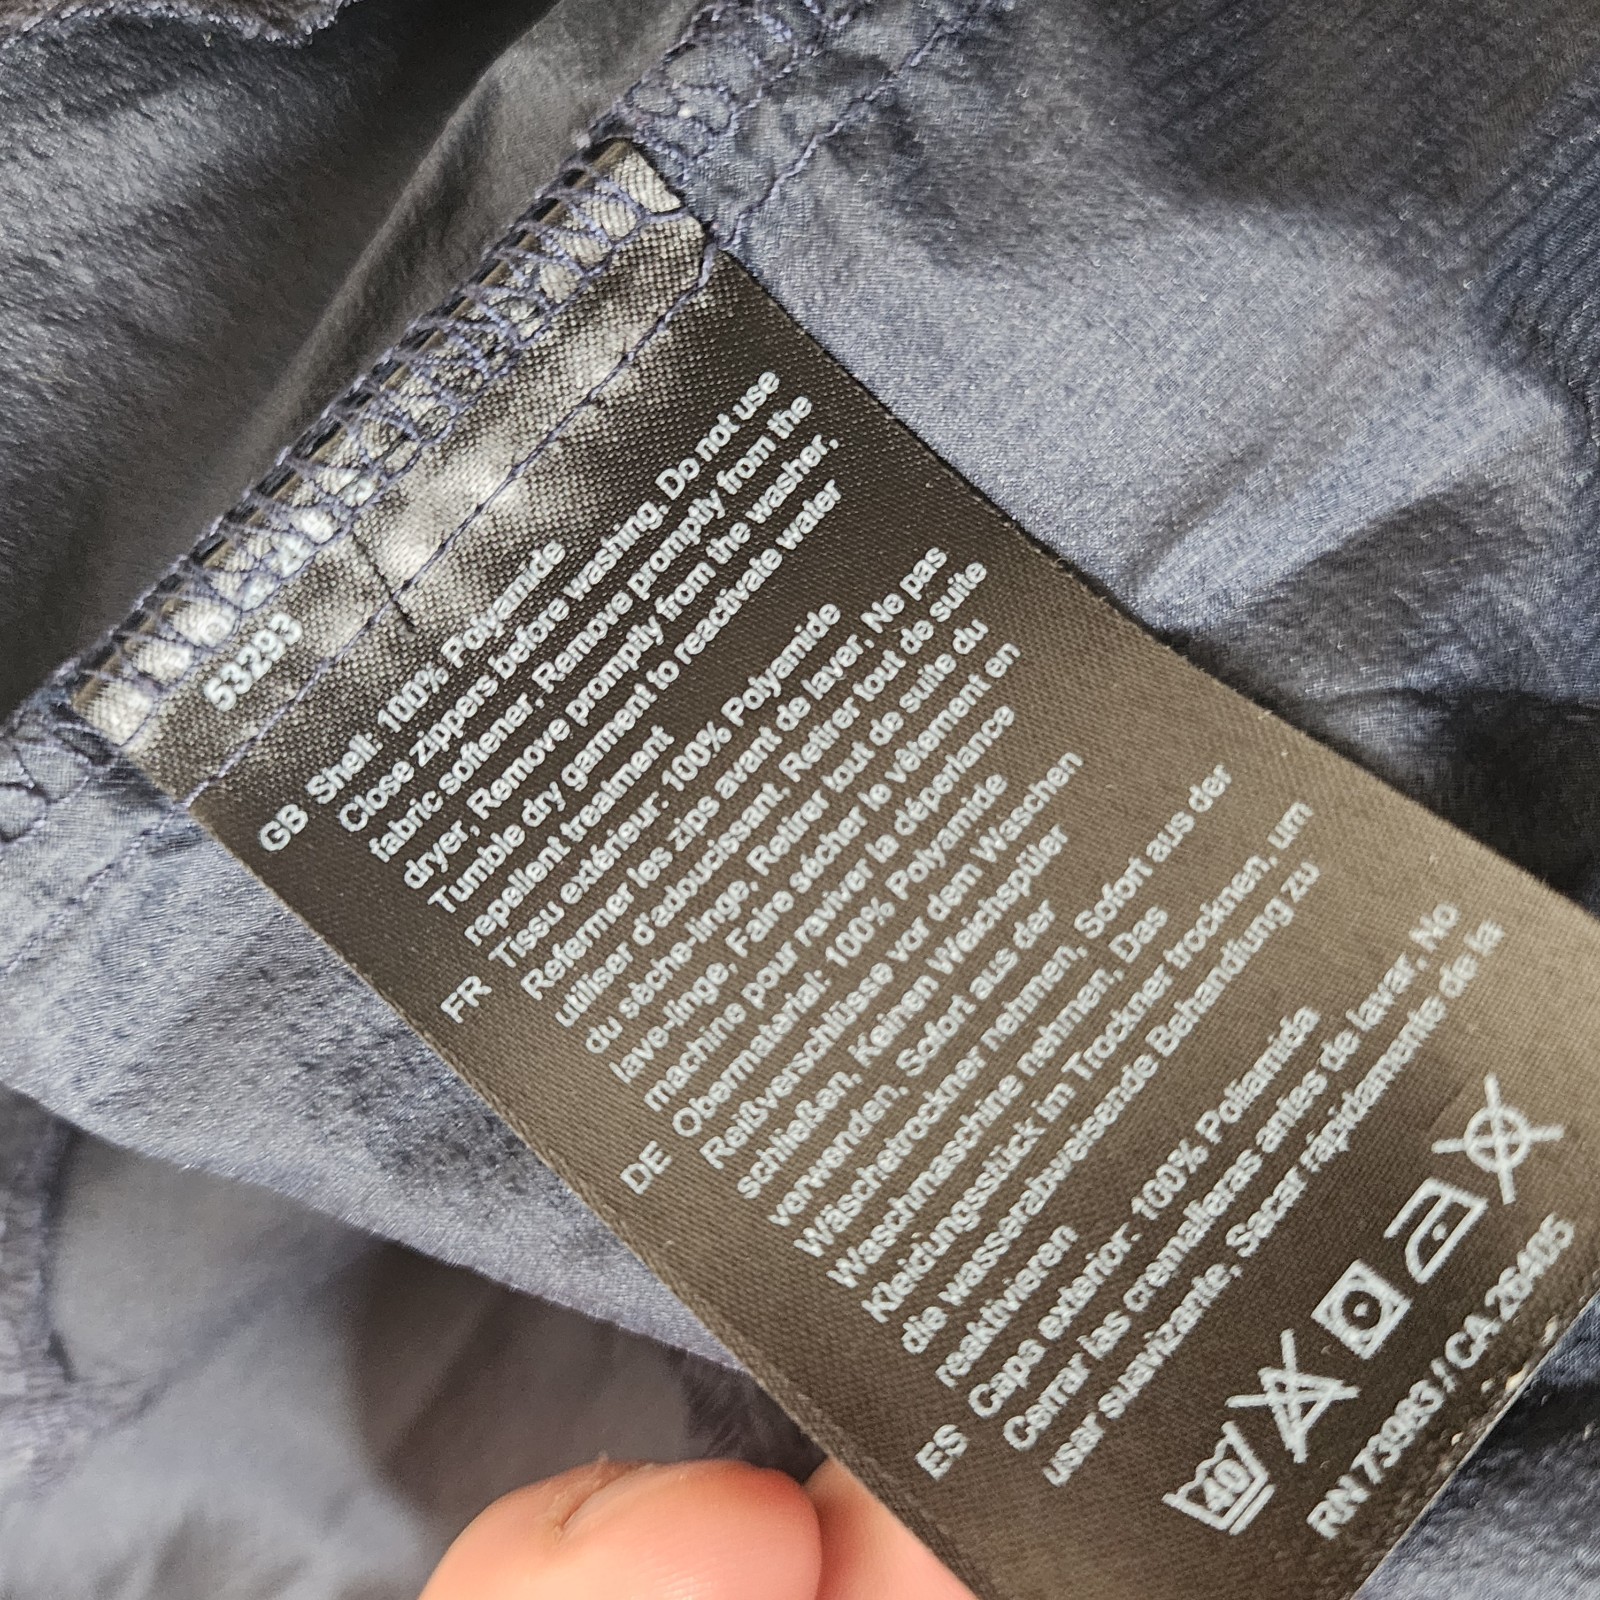 53293
GB Shell: 100% Polyamide
Close zippers before washing, Do not use
fabric softener, Remove promptly from the
dryer, Remove promptly from the washer,
Tumble dry garment to reactivate water
repellent treatment
FR Tissu extérieur: 100% Polyamide
Refermer les zips avant de laver, Ne pas
utiliser d'adoucissant, Retirer tout de suite
du sèche-linge, Retirer tout de suite du
lave-linge, Faire sécher le vêtement en
machine pour raviver la déperlance
DE Obermaterial: 100% Polyamide
Reißverschlüsse vor dem Waschen
schließen, Keinen Weichspüler
verwenden, Sofort aus der
Wäschetrockner nehmen, Sofort aus der
Waschmaschine nehmen, Das
Kleidungsstück im Trockner trocknen, um
die wasserabweisende Behandlung zu
reaktivieren
ES Capa exterior: 100% Poliamida
Cerrar las cremalleras antes de lavar, No
usar suavizante, Sacar rápidamente de la
40
RN 73983 / CA 26405